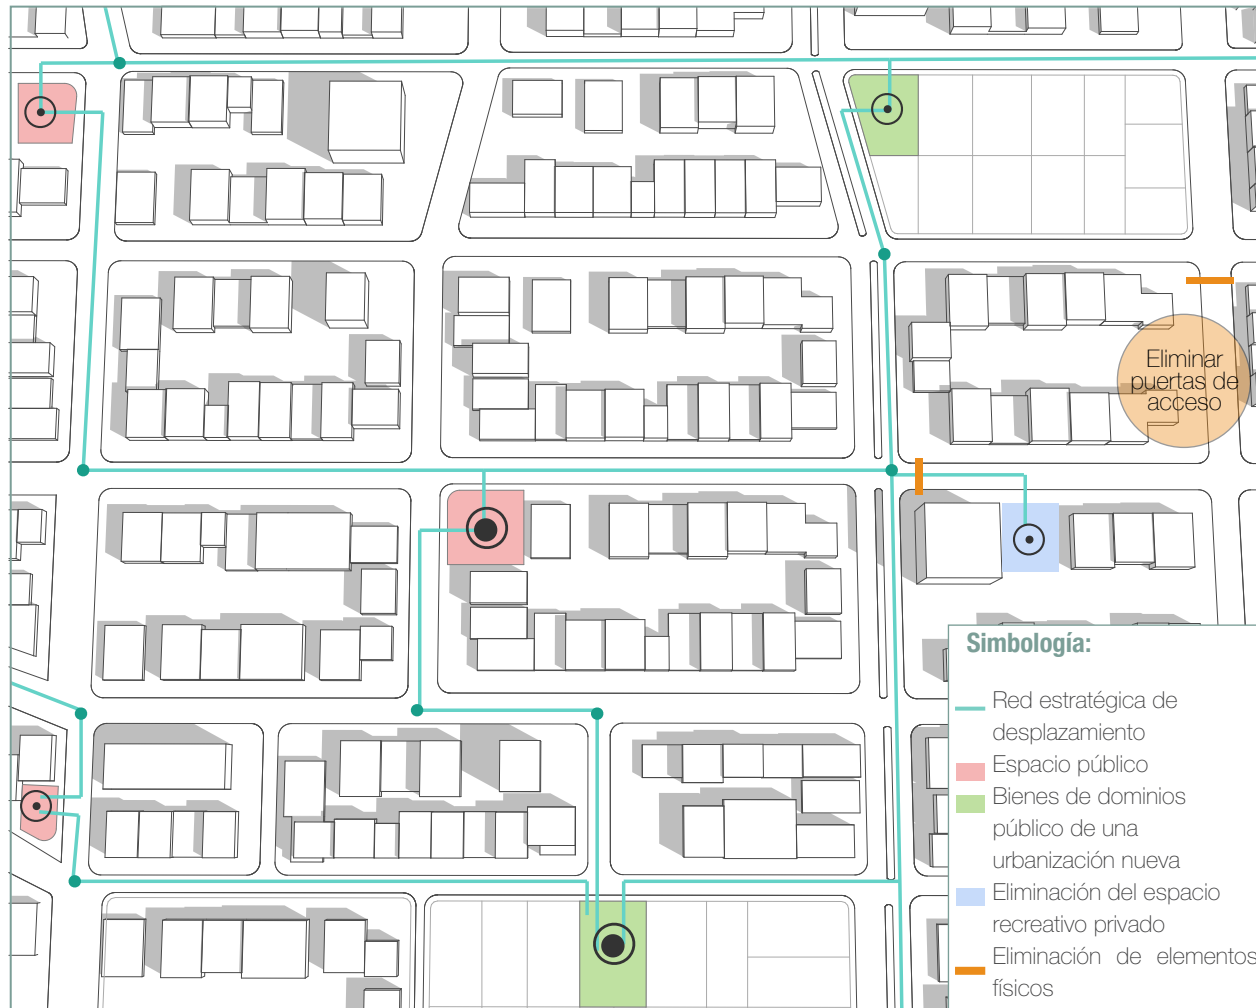 Eliminar
puertas de
acceso
Simbología:
Red estratégica de
desplazamiento
Espacio público
Bienes de dominios
público de una
urbanización nueva
Eliminación del espacio
recreativo privado
Eliminación de elementos
físicos